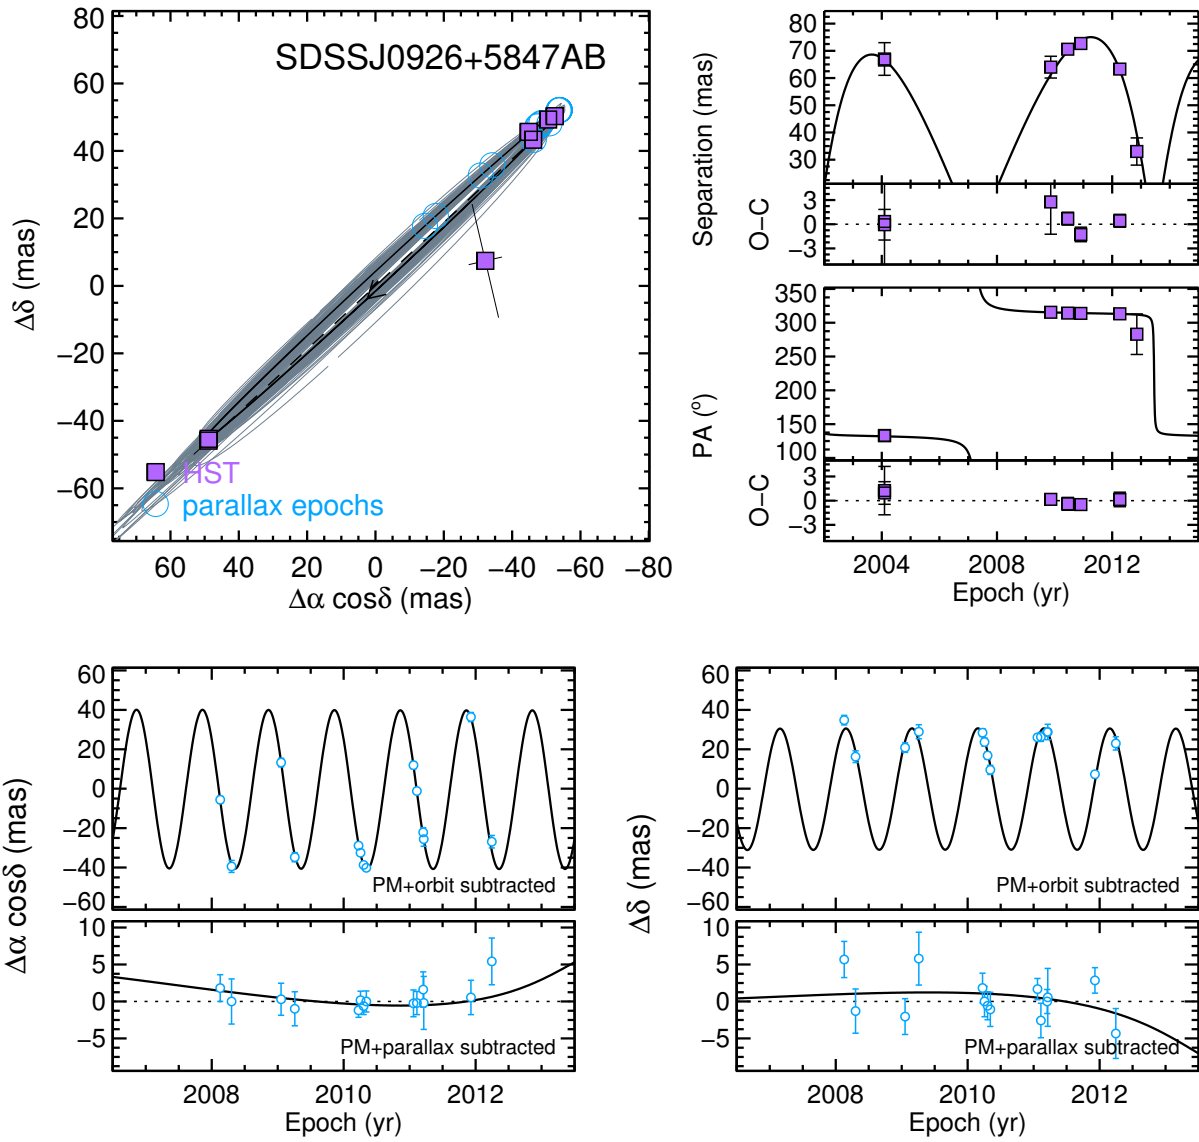 SDSSJ0926+5847AB
80
60
40
20
0
−20
−40
−60
Δδ (mas)
HST
parallax epochs
60 40 20 0 −20 −40 −60 −80
Δα cosδ (mas)
80
70
60
50
40
30
Separation (mas)
3
0
−3
O−C
350
300
250
200
150
100
PA (°)
3
0
−3
O−C
2004 2008 2012
Epoch (yr)
60
40
20
0
−20
−40
−60
Δα cosδ (mas)
PM+orbit subtracted
10
5
0
−5
PM+parallax subtracted
2008 2010 2012
Epoch (yr)
60
40
20
0
−20
−40
−60
Δδ (mas)
PM+orbit subtracted
10
5
0
−5
PM+parallax subtracted
2008 2010 2012
Epoch (yr)